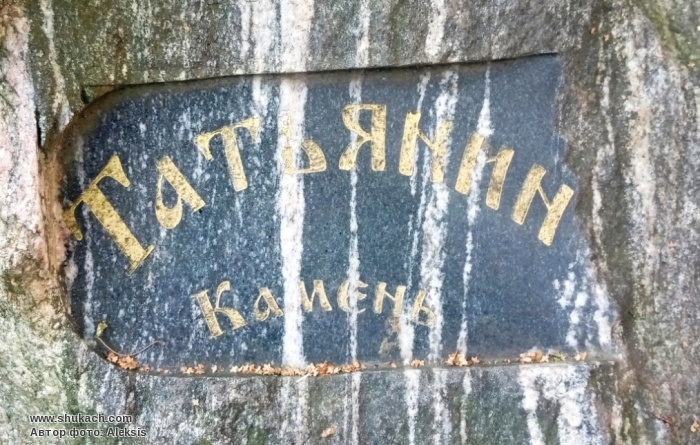 Татьянин
Камень
www.shukach.com
Автор фото: Aleksis